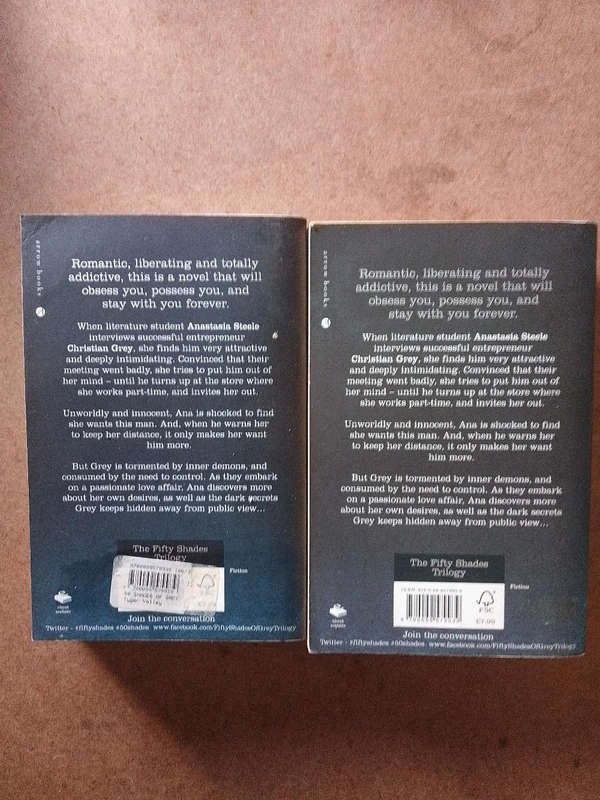 arrow books
Romantic, liberating and totally
addictive, this is a novel that will
obsess you, possess you, and
stay with you forever.
When literature student Anastasia Steele
interviews successful entrepreneur
Christian Grey, she finds him very attractive
and deeply intimidating. Convinced that their
meeting went badly, she tries to put him out of
her mind – until he turns up at the store where
she works part-time, and invites her out.
Unworldly and innocent, Ana is shocked to find
she wants this man. And, when he warns her
to keep her distance, it only makes her want
him more.
But Grey is tormented by inner demons, and
consumed by the need to control. As they embark
on a passionate love affair, Ana discovers more
about her own desires, as well as the dark secrets
Grey keeps hidden away from public view...
The Fifty Shades
Trilogy
Fiction
Join the conversation
Twitter - #fiftyshades #50shades www.facebook.com/FiftyShadesOfGreyTrilogy
arrow books
Romantic, liberating and totally
addictive, this is a novel that will
obsess you, possess you, and
stay with you forever.
When literature student Anastasia Steele
interviews successful entrepreneur
Christian Grey, she finds him very attractive
and deeply intimidating. Convinced that their
meeting went badly, she tries to put him out of
her mind – until he turns up at the store where
she works part-time, and invites her out.
Unworldly and innocent, Ana is shocked to find
she wants this man. And, when he warns her
to keep her distance, it only makes her want
him more.
But Grey is tormented by inner demons, and
consumed by the need to control. As they embark
on a passionate love affair, Ana discovers more
about her own desires, as well as the dark secrets
Grey keeps hidden away from public view...
The Fifty Shades
Trilogy
Fiction
FSC
£7.99
Join the conversation
Twitter - #fiftyshades #50shades www.facebook.com/FiftyShadesOfGreyTrilogy